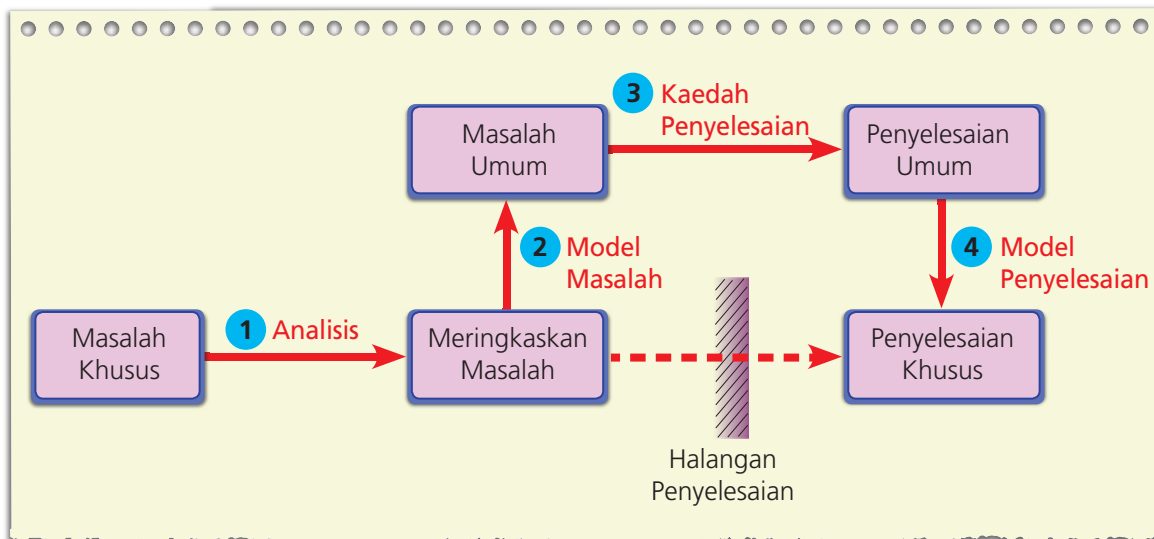 3 Kaedah
Penyelesaian
Masalah
Umum
Penyelesaian
Umum
2 Model
Masalah
4 Model
Penyelesaian
Masalah
Khusus
1 Analisis
Meringkaskan
Masalah
Penyelesaian
Khusus
Halangan
Penyelesaian